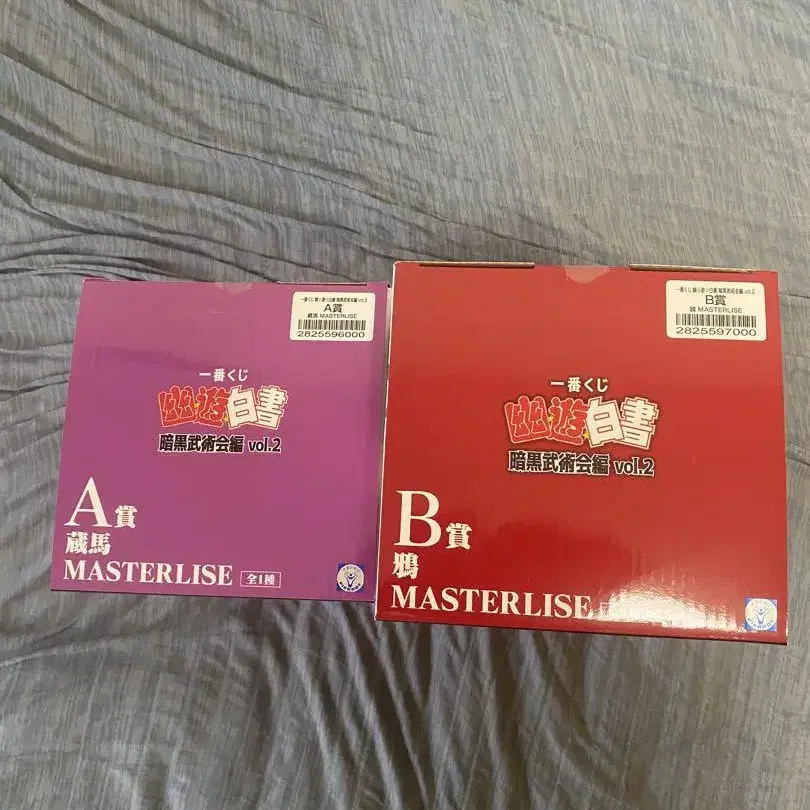 一番くじ 幽☆遊☆白書 暗黒武術会編 vol.2
A賞
蔵馬 MASTERLISE
2825596000
一番くじ
幽遊白書
暗黒武術会編 vol.2
A賞
蔵馬
MASTERLISE 全1種
一番くじ 幽☆遊☆白書 暗黒武術会編 vol.2
B賞
鴉 MASTERLISE
2825597000
一番くじ
幽遊白書
暗黒武術会編 vol.2
B賞
鴉
MASTERLISE